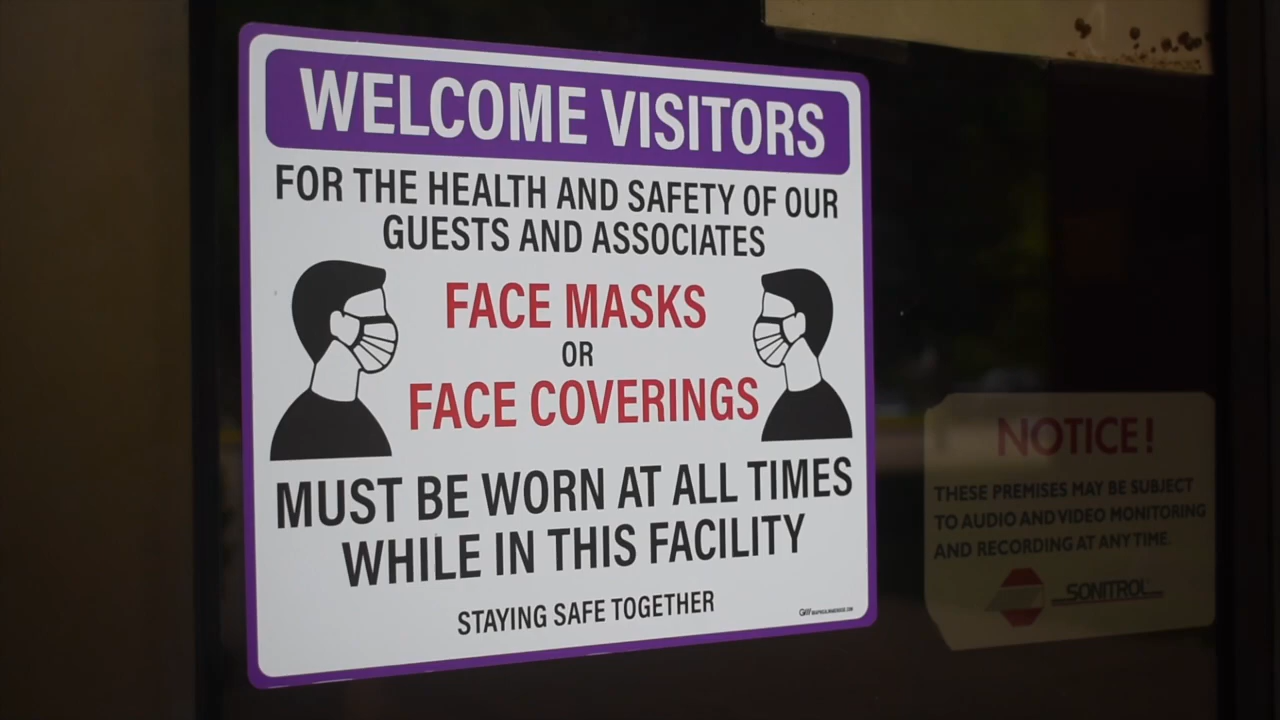 WELCOME VISITORS
FOR THE HEALTH AND SAFETY OF OUR
GUESTS AND ASSOCIATES
FACE MASKS
OR
FACE COVERINGS
MUST BE WORN AT ALL TIMES
WHILE IN THIS FACILITY
STAYING SAFE TOGETHER
NOTICE!
THESE PREMISES MAY BE SUBJECT
TO AUDIO AND VIDEO MONITORING
AND RECORDING AT ANY TIME.
SONITROL